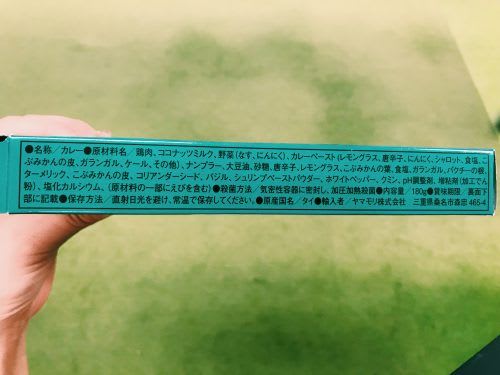 ●名称／カレー●原材料名／鶏肉、ココナッツミルク、野菜（なす、にんにく）、カレーペースト（レモングラス、唐辛子、にんにく、シャロット、食塩、こ
ぶみかんの皮、ガランガル、ケール、その他）、ナンプラー、大豆油、砂糖、唐辛子、レモングラス、こぶみかんの葉、食塩、ガランガル、パクチーの根、
ターメリック、こぶみかんの皮、コリアンダーシード、バジル、シュリンプペーストパウダー、ホワイトペッパー、クミン、pH調整剤、増粘剤（加工でん
粉）、塩化カルシウム、（原材料の一部にえびを含む）●殺菌方法／気密性容器に密封し、加圧加熱殺菌●内容量／180g●賞味期限／裏面下
部に記載●保存方法／直射日光を避け、常温で保存してください。●原産国名／タイ●輸入者／ヤマモリ株式会社 三重県桑名市森忠 465-4